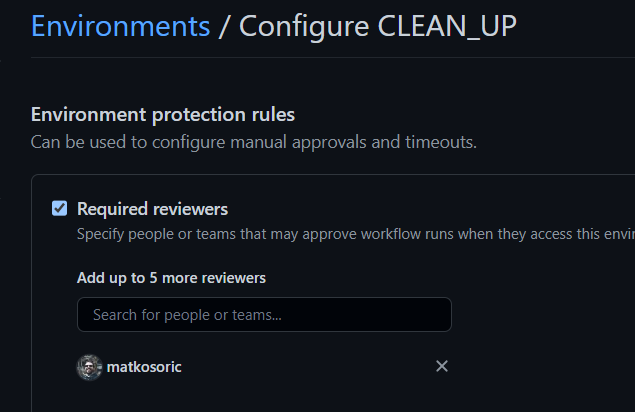 Environments / Configure CLEAN_UP
Environment protection rules
Can be used to configure manual approvals and timeouts.
Required reviewers
Specify people or teams that may approve workflow runs when they access this
Add up to 5 more reviewers
Search for people or teams...
matkosoric